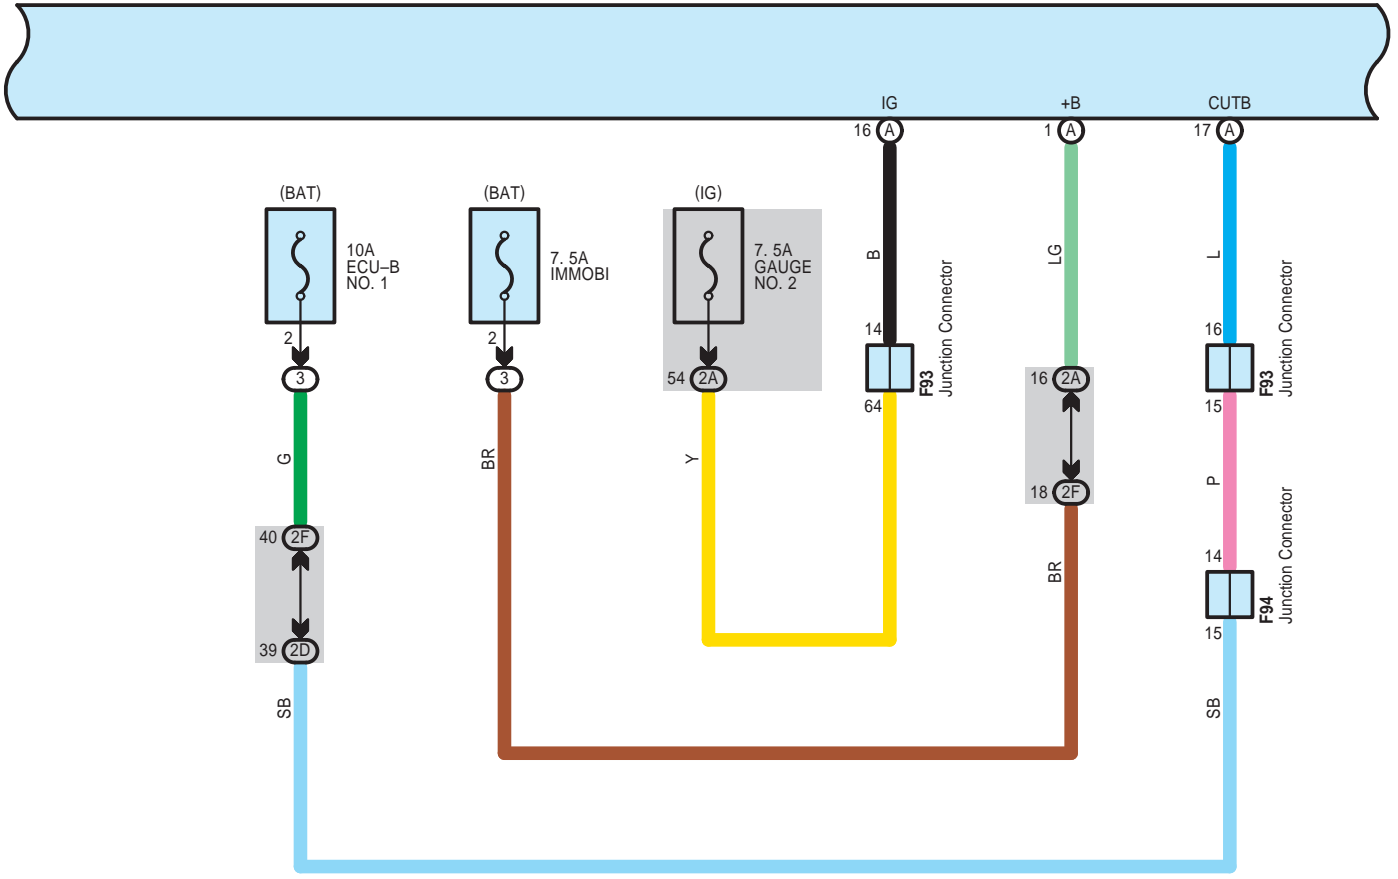 IG
+B
CUTB
16 A
1 A
17 A
(BAT)
(BAT)
(IG)
10A
ECU–B
NO. 1
7. 5A
IMMOBI
7. 5A
GAUGE
NO. 2
B
LG
L
2
2
14
F93
Junction Connector
16
F93
Junction Connector
3
3
54 2A
16 2A
64
15
G
BR
Y
P
18 2F
40 2F
BR
14
F94
Junction Connector
39 2D
15
SB
SB